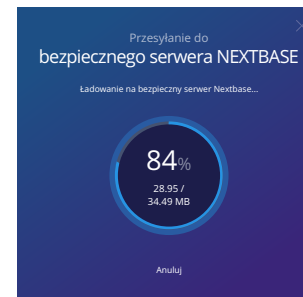 Przesyłanie do
bezpiecznego serwera NEXTBASE
Ładowanie na bezpieczny serwer Nextbase...
84%
28.95 /
34.49 MB
Anuluj